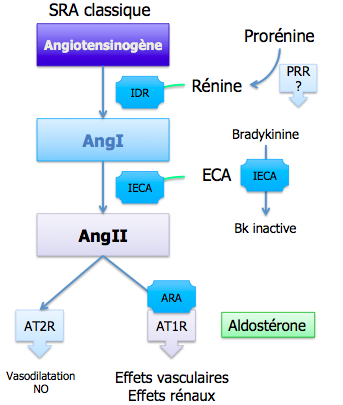 SRA classique
Angiotensinogène
Prorénine
IDR
Rénine
PRR
?
AngI
Bradykinine
IECA
ECA
IECA
AngII
Bk inactive
ARA
AT2R
AT1R
Aldostérone
Vasodilatation
NO
Effets vasculaires
Effets rénaux